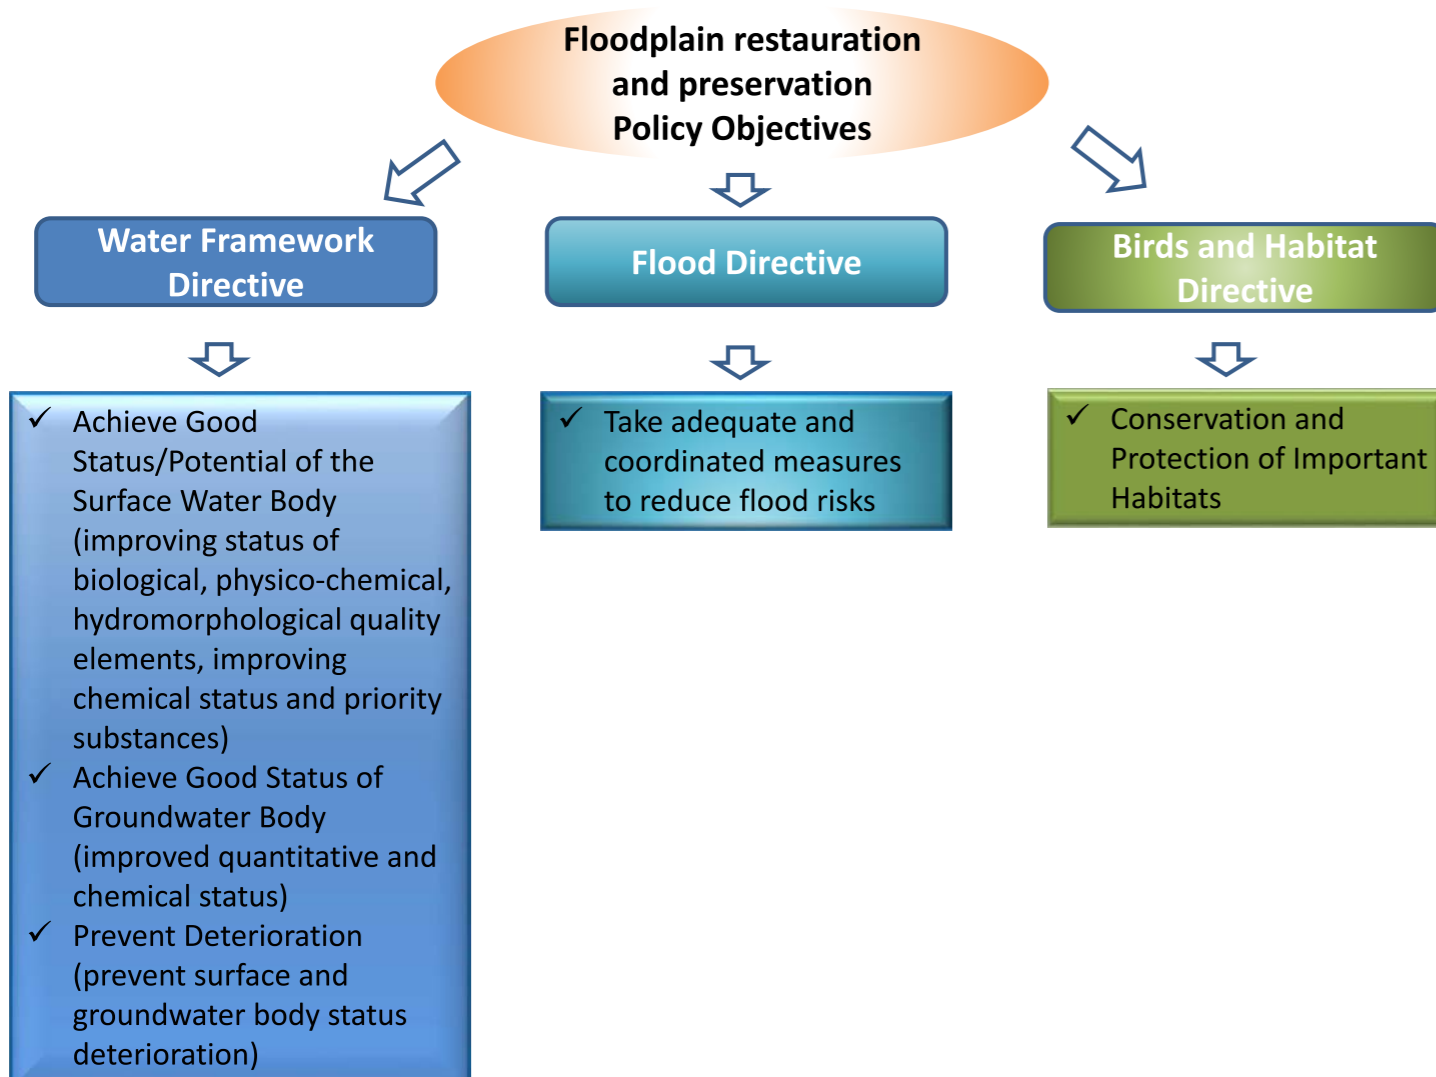 Floodplain restauration
and preservation
Policy Objectives
Water Framework
Directive
Flood Directive
Birds and Habitat
Directive
✓ Achieve Good
Status/Potential of the
Surface Water Body
(improving status of
biological, physico-chemical,
hydromorphological quality
elements, improving
chemical status and priority
substances)
✓ Achieve Good Status of
Groundwater Body
(improved quantitative and
chemical status)
✓ Prevent Deterioration
(prevent surface and
groundwater body status
deterioration)
✓ Take adequate and
coordinated measures
to reduce flood risks
✓ Conservation and
Protection of Important
Habitats